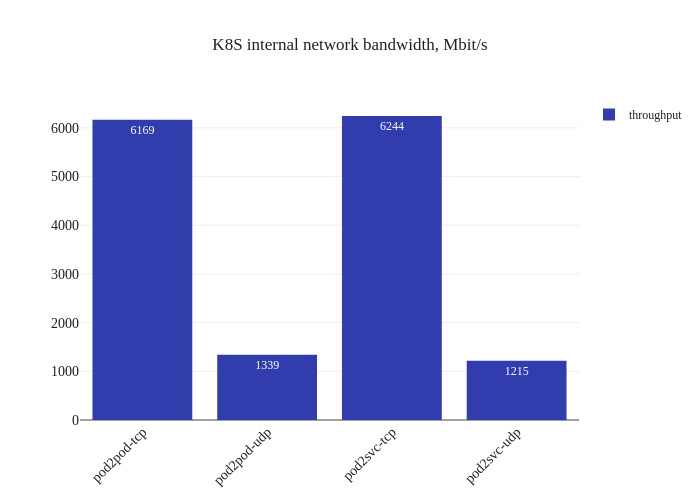 K8S internal network bandwidth, Mbit/s
throughput
6000
5000
4000
3000
2000
1000
0
6169
1339
6244
1215
pod2pod-tcp
pod2pod-udp
pod2svc-tcp
pod2svc-udp